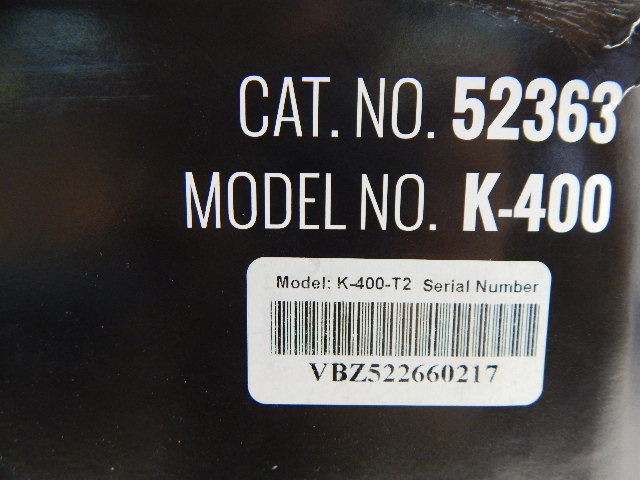 CAT. NO. 52363
MODEL NO. K-400
Model: K-400-T2 Serial Number
VBZ522660217